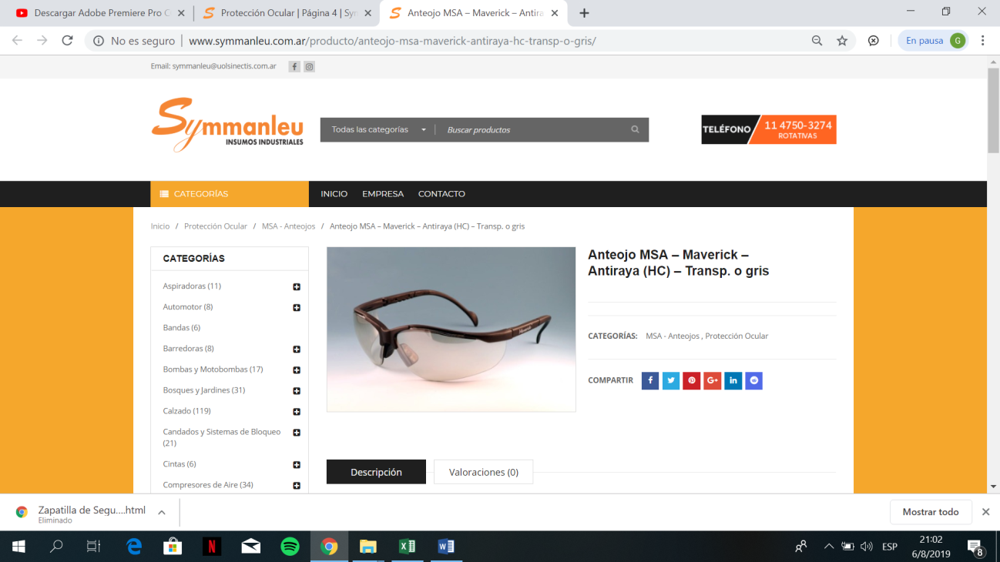 Descargar Adobe Premiere Pro C
Protección Ocular | Página 4 | Sym
Anteojo MSA – Maverick – Antira
No es seguro | www.symmanleu.com.ar/producto/anteojo-msa-maverick-antiraya-hc-transp-o-gris/
En pausa G
Email: symmanleu@uolsinectis.com.ar
Symmanleu
INSUMOS INDUSTRIALES
Todas las categorías
Buscar productos
TELÉFONO
11 4750-3274
ROTATIVAS
CATEGORÍAS
INICIO
EMPRESA
CONTACTO
Inicio / Protección Ocular / MSA - Anteojos / Anteojo MSA – Maverick – Antiraya (HC) – Transp. o gris
CATEGORÍAS
Aspiradoras (11)
Automotor (8)
Bandas (6)
Barredoras (8)
Bombas y Motobombas (17)
Bosques y Jardines (31)
Calzado (119)
Candados y Sistemas de Bloqueo
(21)
Cintas (6)
Compresores de Aire (34)
Anteojo MSA – Maverick –
Antiraya (HC) – Transp. o gris
CATEGORÍAS: MSA - Anteojos , Protección Ocular
COMPARTIR
Descripción
Valoraciones (0)
Zapatilla de Segu....html
Eliminado
Mostrar todo
ESP
21:02
6/8/2019
8